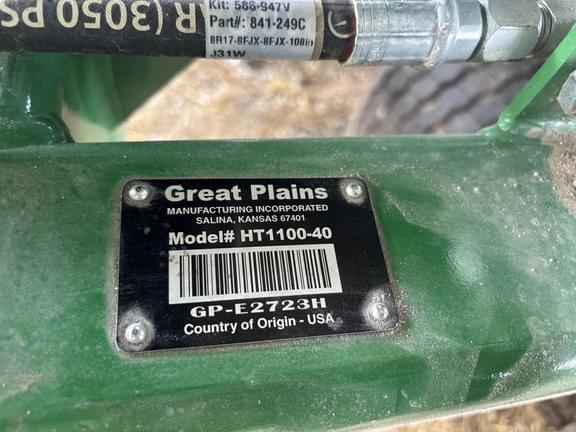 R (3050 PS
Kit: 586-947V
Part#: 841-249C
8R17-8FJX-8FJX-108in
J31W
Great Plains
MANUFACTURING INCORPORATED
SALINA, KANSAS 67401
Model# HT1100-40
GP-E2723H
Country of Origin - USA